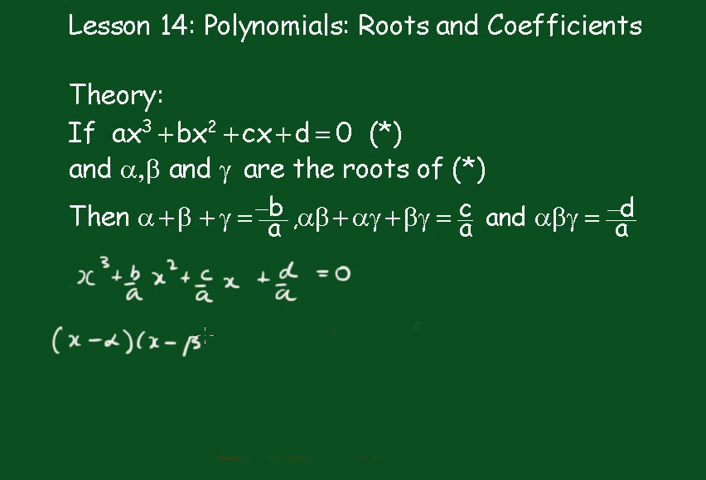 Lesson 14: Polynomials: Roots and Coefficients
Theory:
If ax³ + bx² + cx + d = 0 (*)
and α, β and γ are the roots of (*)
Then α + β + γ = -b/a , αβ + αγ + βγ = c/a and αβγ = -d/a
x³ + b/a x² + c/a x + d/a = 0
(x - α)(x - β